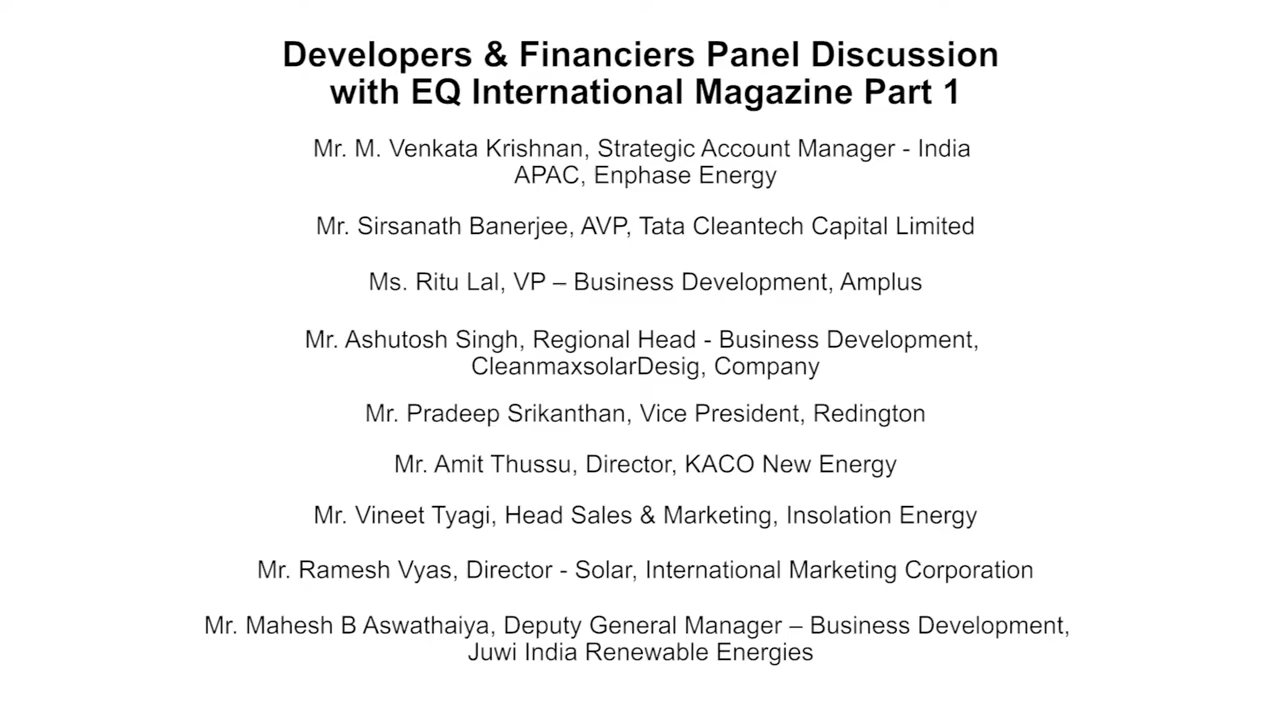 Developers & Financiers Panel Discussion
with EQ International Magazine Part 1
Mr. M. Venkata Krishnan, Strategic Account Manager - India
APAC, Enphase Energy
Mr. Sirsanath Banerjee, AVP, Tata Cleantech Capital Limited
Ms. Ritu Lal, VP – Business Development, Amplus
Mr. Ashutosh Singh, Regional Head - Business Development,
CleanmaxsolarDesig, Company
Mr. Pradeep Srikanthan, Vice President, Redington
Mr. Amit Thussu, Director, KACO New Energy
Mr. Vineet Tyagi, Head Sales & Marketing, Insolation Energy
Mr. Ramesh Vyas, Director - Solar, International Marketing Corporation
Mr. Mahesh B Aswathaiya, Deputy General Manager – Business Development,
Juwi India Renewable Energies